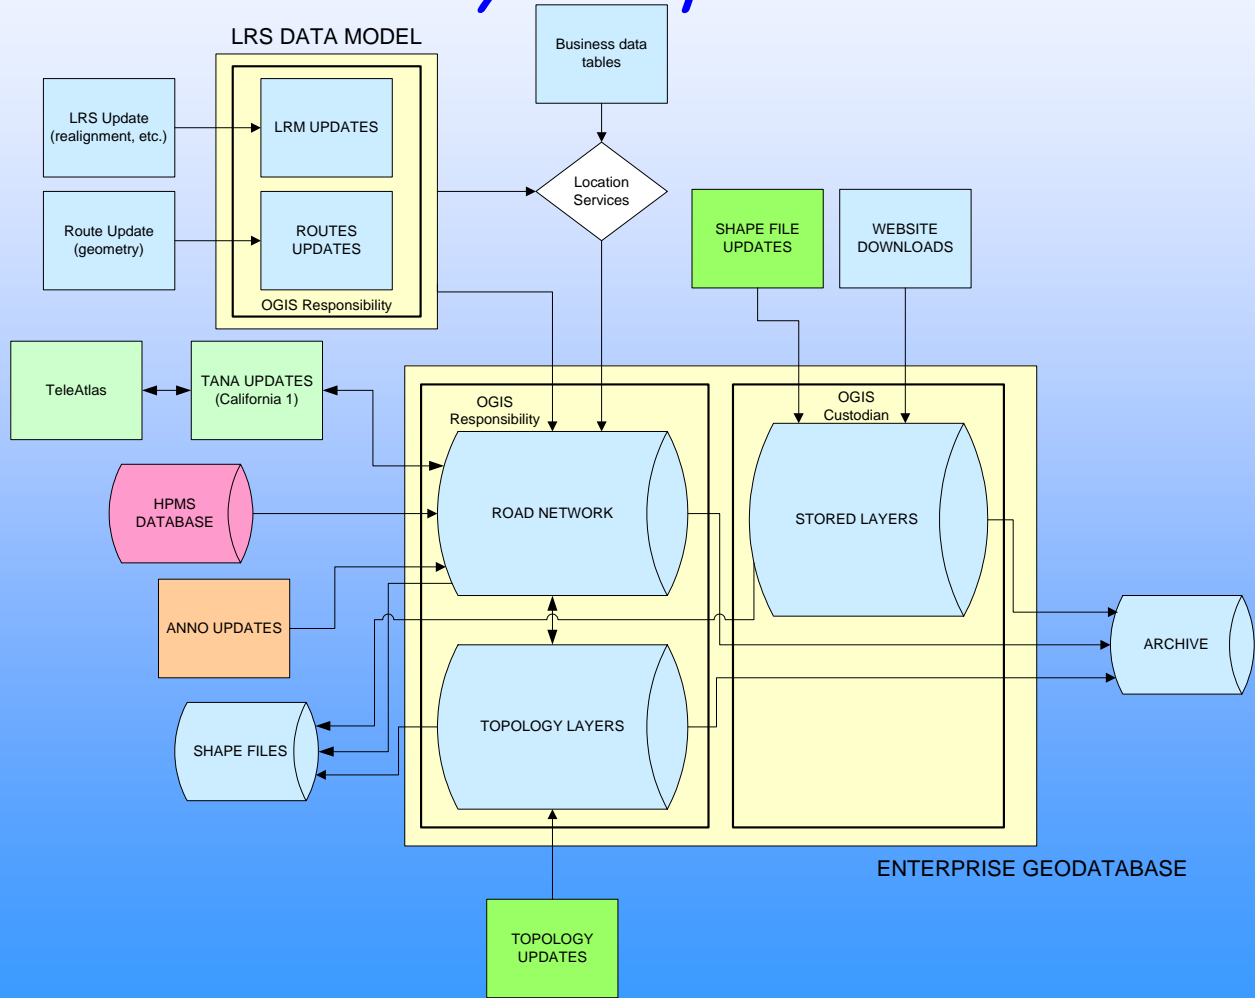 LRS DATA MODEL
Business data
tables
LRS Update
(realignment, etc.)
LRM UPDATES
Location
Services
Route Update
(geometry)
ROUTES
UPDATES
SHAPE FILE
UPDATES
WEBSITE
DOWNLOADS
OGIS Responsibility
TeleAtlas
TANA UPDATES
(California 1)
OGIS
Responsibility
OGIS
Custodian
HPMS
DATABASE
ROAD NETWORK
STORED LAYERS
ANNO UPDATES
ARCHIVE
SHAPE FILES
TOPOLOGY LAYERS
ENTERPRISE GEODATABASE
TOPOLOGY
UPDATES